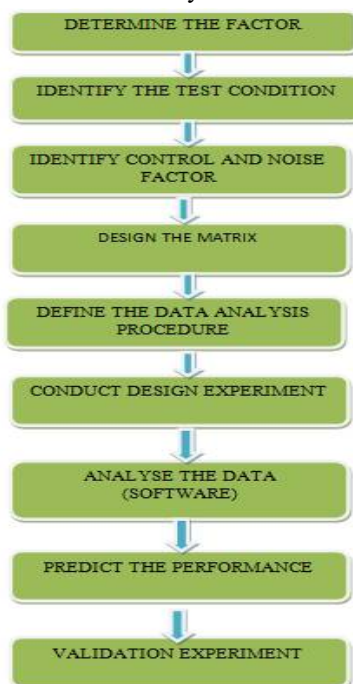 DETERMINE THE FACTOR
IDENTIFY THE TEST CONDITION
IDENTIFY CONTROL AND NOISE
FACTOR
DESIGN THE MATRIX
DEFINE THE DATA ANALYSIS
PROCEDURE
CONDUCT DESIGN EXPERIMENT
ANALYSE THE DATA
(SOFTWARE)
PREDICT THE PERFORMANCE
VALIDATION EXPERIMENT